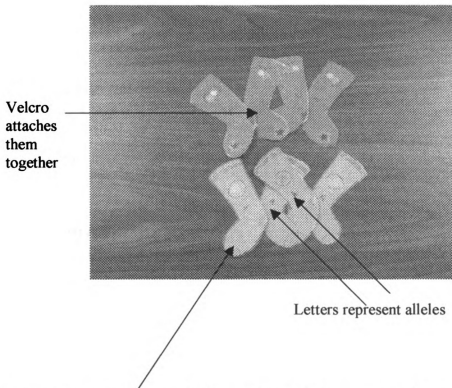 Velcro
attaches
them
together
Letters represent alleles